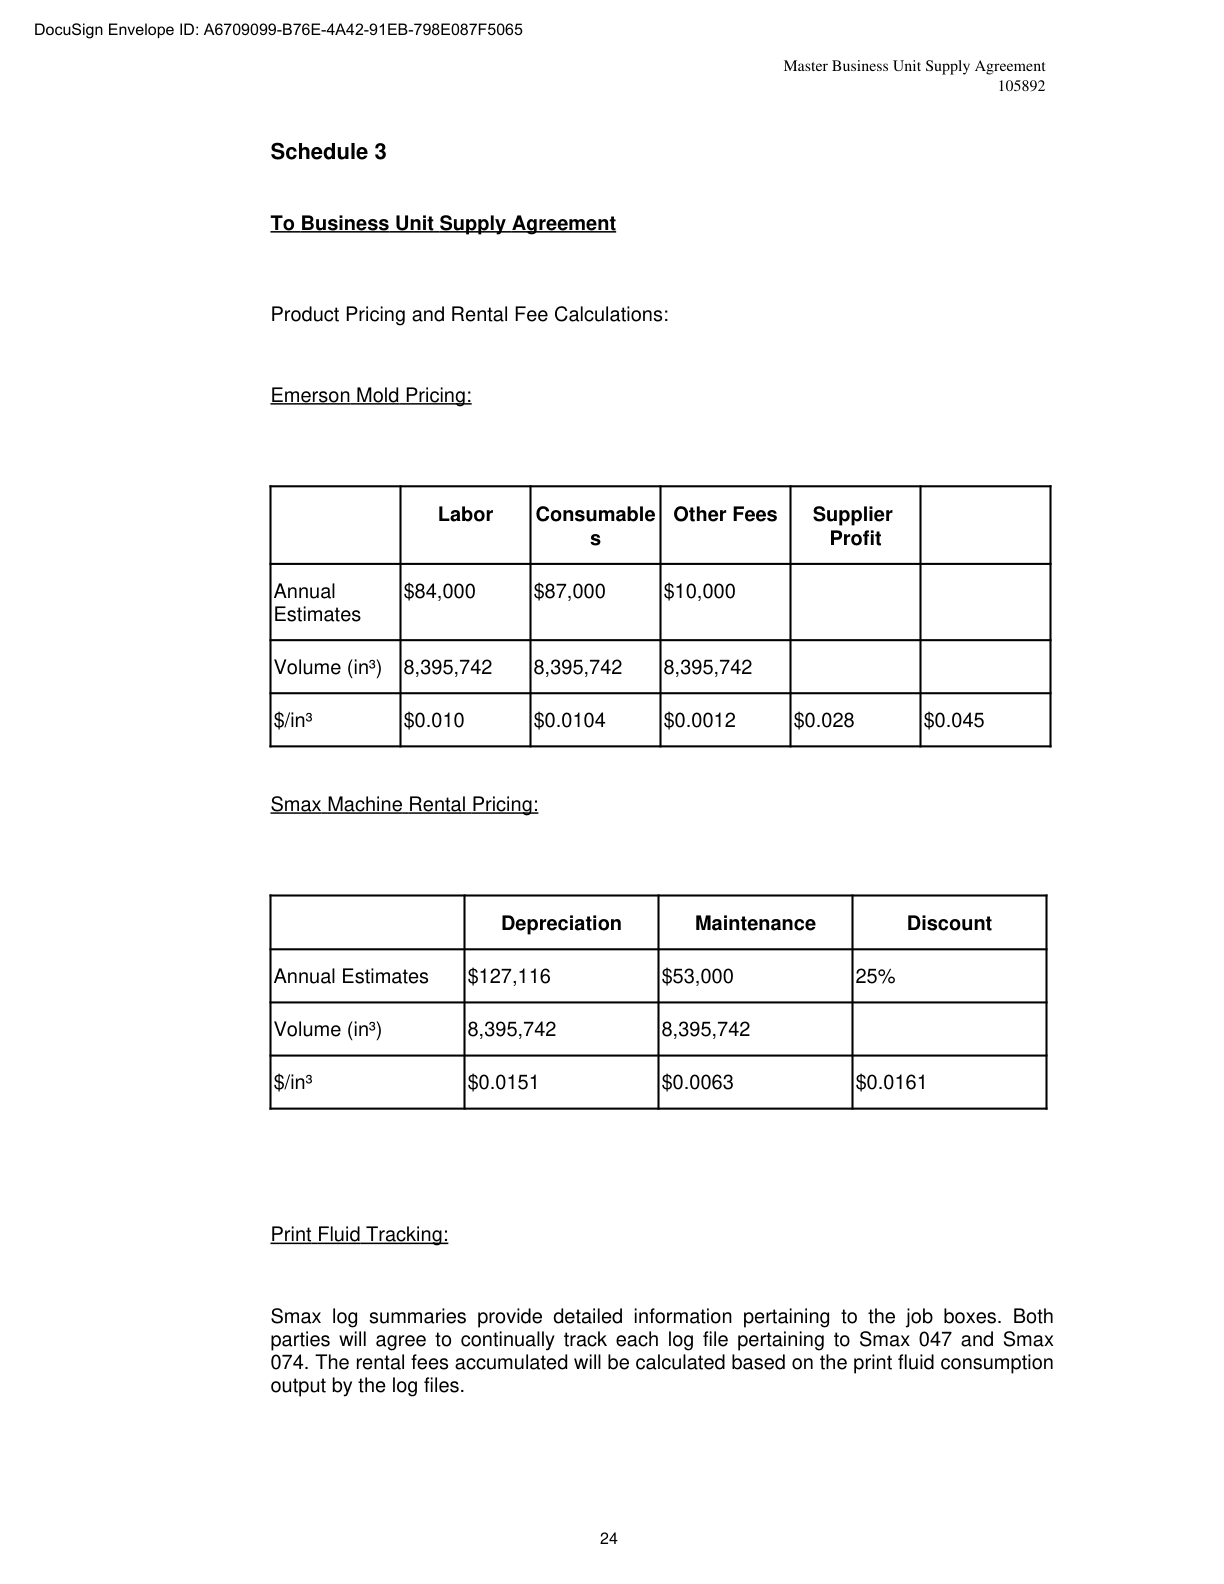 DocuSign Envelope ID: A6709099-B76E-4A42-91EB-798E087F5065
Master Business Unit Supply Agreement
105892
Schedule 3
To Business Unit Supply Agreement
Product Pricing and Rental Fee Calculations:
Emerson Mold Pricing:
Labor Consumable Other Fees Supplier
s Profit
Annual $84,000 $87,000 $10,000
Estimates
Volume (in³) 8,395,742 8,395,742 8,395,742
$/in³ $0.010 $0.0104 $0.0012 $0.028 $0.045
Smax Machine Rental Pricing:
Depreciation Maintenance Discount
Annual Estimates $127,116 $53,000 25%
Volume (in³) 8,395,742 8,395,742
$/in³ $0.0151 $0.0063 $0.0161
Print Fluid Tracking:
Smax log summaries provide detailed information pertaining to the job boxes. Both
parties will agree to continually track each log file pertaining to Smax 047 and Smax
074. The rental fees accumulated will be calculated based on the print fluid consumption
output by the log files.
24